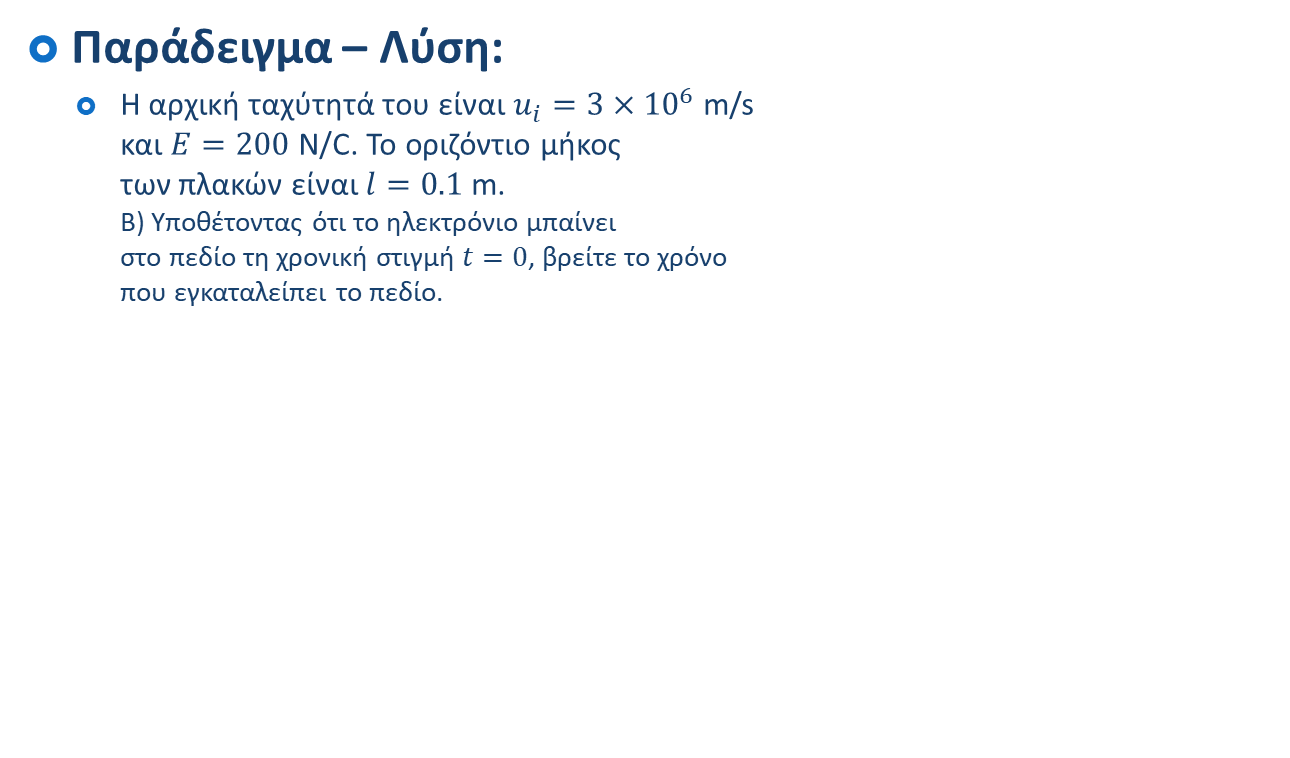 Παράδειγμα – Λύση:
Η αρχική ταχύτητά του είναι $u_i = 3 \times 10^6$ m/s
και $E = 200$ N/C. Το οριζόντιο μήκος
των πλακών είναι $l = 0.1$ m.
Β) Υποθέτοντας ότι το ηλεκτρόνιο μπαίνει
στο πεδίο τη χρονική στιγμή $t = 0$, βρείτε το χρόνο
που εγκαταλείπει το πεδίο.